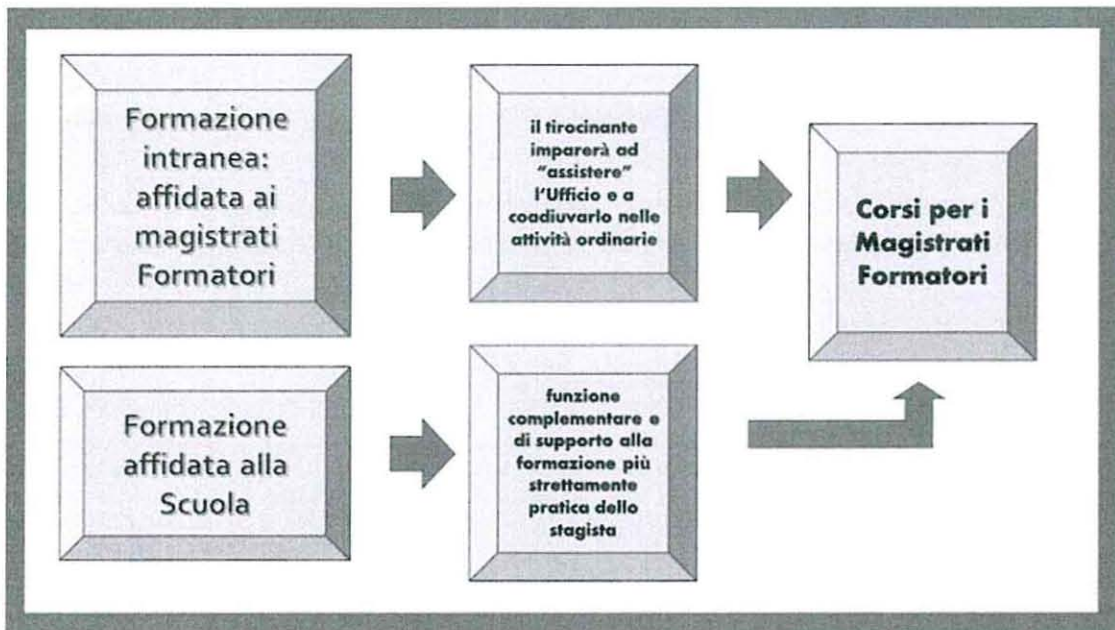 Formazione
intranea:
affidata ai
magistrati
Formatori
il tirocinante
imparerà ad
“assistere”
l'Ufficio e a
coadiuvarlo nelle
attività ordinarie
Corsi per i
Magistrati
Formatori
Formazione
affidata alla
Scuola
funzione
complementare e
di supporto alla
formazione più
strettamente
pratica dello
stagista